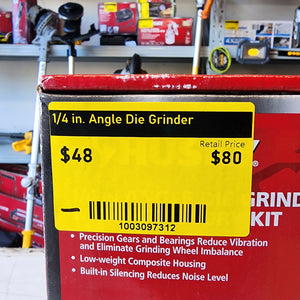 1/4 in. Angle Die Grinder
Retail Price
$48
$80
1003097312
GRIND
KIT
• Precision Gears and Bearings Reduce Vibration
and Eliminate Grinding Wheel Imbalance
• Low-weight Composite Housing
• Built-in Silencing Reduces Noise Level